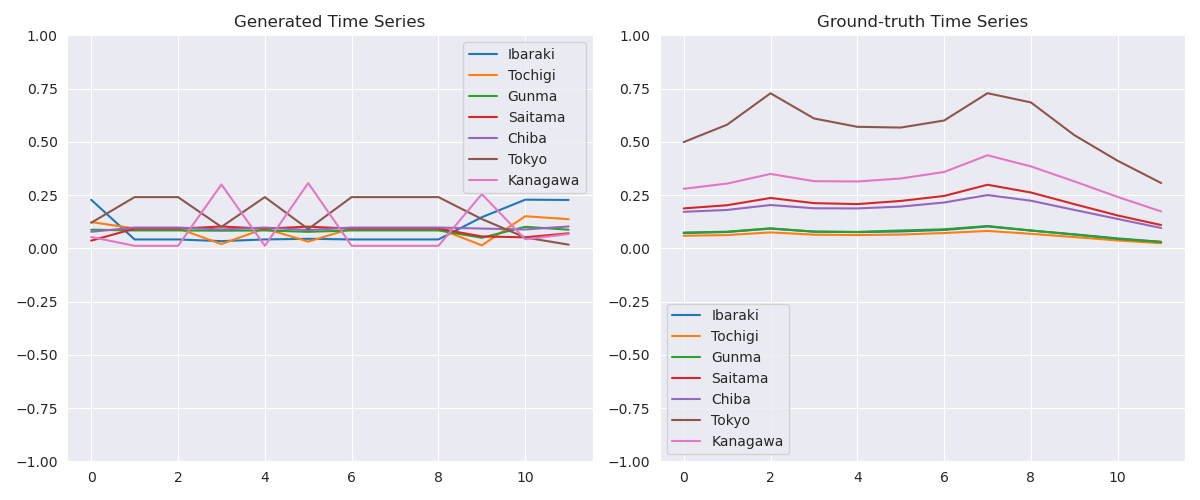 Generated Time Series
1.00
0.75
0.50
0.25
0.00
−0.25
−0.50
−0.75
−1.00
0 2 4 6 8 10
Ibaraki
Tochigi
Gunma
Saitama
Chiba
Tokyo
Kanagawa
Ground-truth Time Series
1.00
0.75
0.50
0.25
0.00
−0.25
−0.50
−0.75
−1.00
0 2 4 6 8 10
Ibaraki
Tochigi
Gunma
Saitama
Chiba
Tokyo
Kanagawa